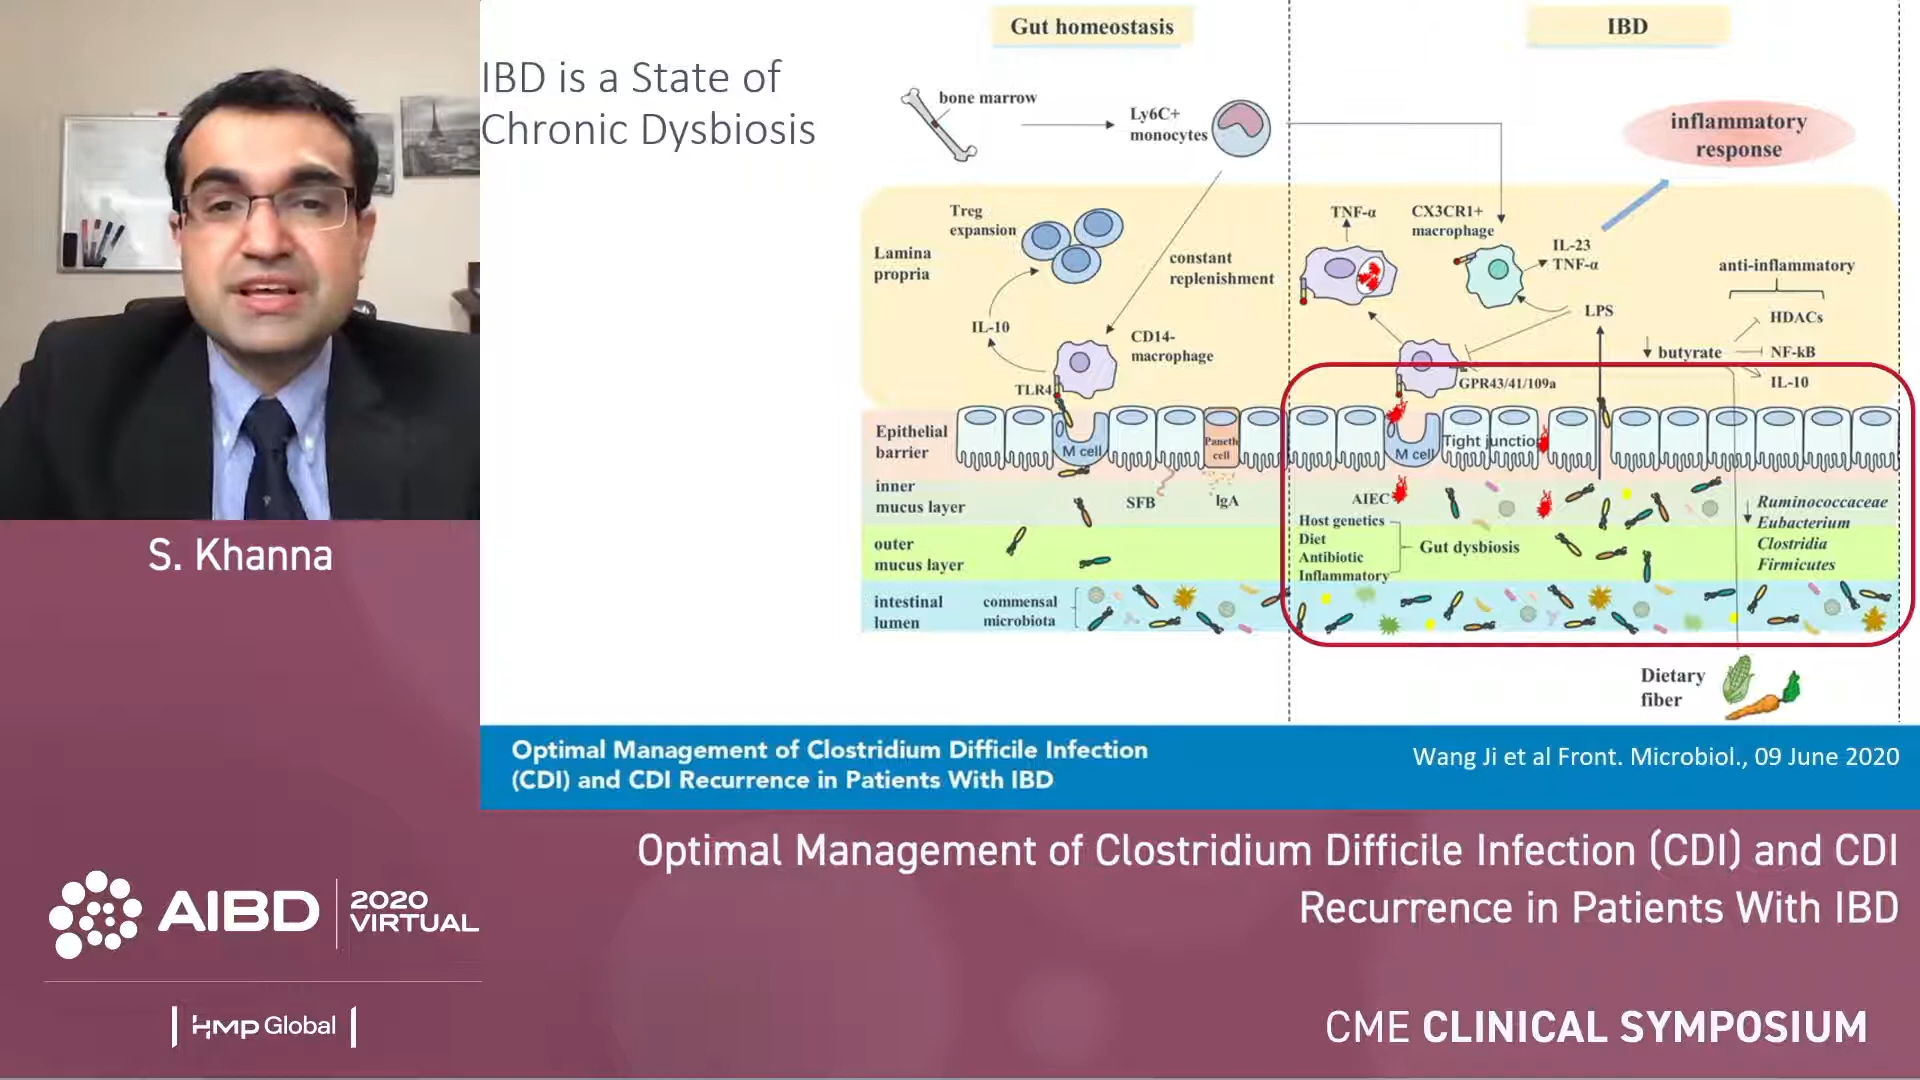 IBD is a State of
Chronic Dysbiosis
Gut homeostasis
IBD
bone marrow
Ly6C+
monocytes
inflammatory
response
Treg
expansion
Lamina
propria
constant
replenishment
IL-10
CD14-
macrophage
TLR4
TNF-α
CX3CR1+
macrophage
IL-23
TNF-α
anti-inflammatory
LPS
HDACs
butyrate
NF-kB
IL-10
GPR43/41/109a
Epithelial
barrier
M cell
Paneth
cell
M cell
Tight junctio
inner
mucus layer
SFB
IgA
AIEC
Host genetics
Diet
Antibiotic
Inflammatory
Gut dysbiosis
Ruminococcaceae
Eubacterium
Clostridia
Firmicutes
outer
mucus layer
intestinal
lumen
commensal
microbiota
Dietary
fiber
S. Khanna
Optimal Management of Clostridium Difficile Infection
(CDI) and CDI Recurrence in Patients With IBD
Wang Ji et al Front. Microbiol., 09 June 2020
Optimal Management of Clostridium Difficile Infection (CDI) and CDI
Recurrence in Patients With IBD
AIBD
2020
VIRTUAL
HMP Global
CME CLINICAL SYMPOSIUM